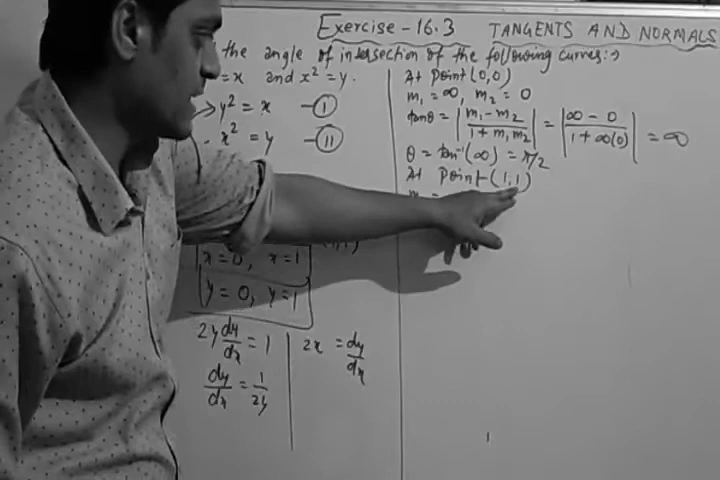 Exercise - 16.3 TANGENTS AND NORMALS
the angle of intersection of the following curves:→
= x and x² = y.
→ y² = x —(I)
x² = y —(II)
x = 0, x = 1
y = 0, y = 1
2y dy/dx = 1
dy/dx = 1/2y
2x = dy/dx
At point (0,0)
m₁ = ∞, m₂ = 0
tanθ = |m₁ - m₂ / 1 + m₁m₂| = |∞ - 0 / 1 + ∞(0)| = ∞
θ = tan⁻¹(∞) = π/2
At Point (1,1)